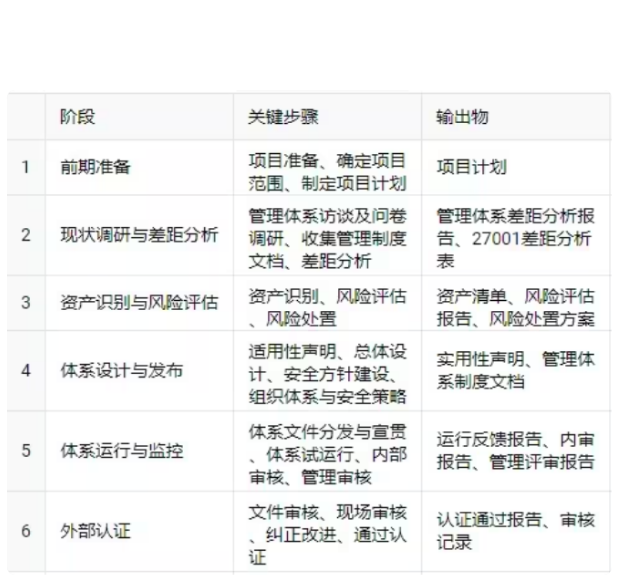 阶段 关键步骤 输出物
1 前期准备 项目准备、确定项目
范围、制定项目计划 项目计划
2 现状调研与差距分析 管理体系访谈及问卷
调研、收集管理制度
文档、差距分析 管理体系差距分析报
告、27001差距分析
表
3 资产识别与风险评估 资产识别、风险评估
、风险处置 资产清单、风险评估
报告、风险处置方案
4 体系设计与发布 适用性声明、总体设
计、安全方针建设、
组织体系与安全策略 实用性声明、管理体
系制度文档
5 体系运行与监控 体系文件分发与宣贯
、体系试运行、内部
审核、管理审核 运行反馈报告、内审
报告、管理评审报告
6 外部认证 文件审核、现场审核
、纠正改进、通过认
证 认证通过报告、审核
记录